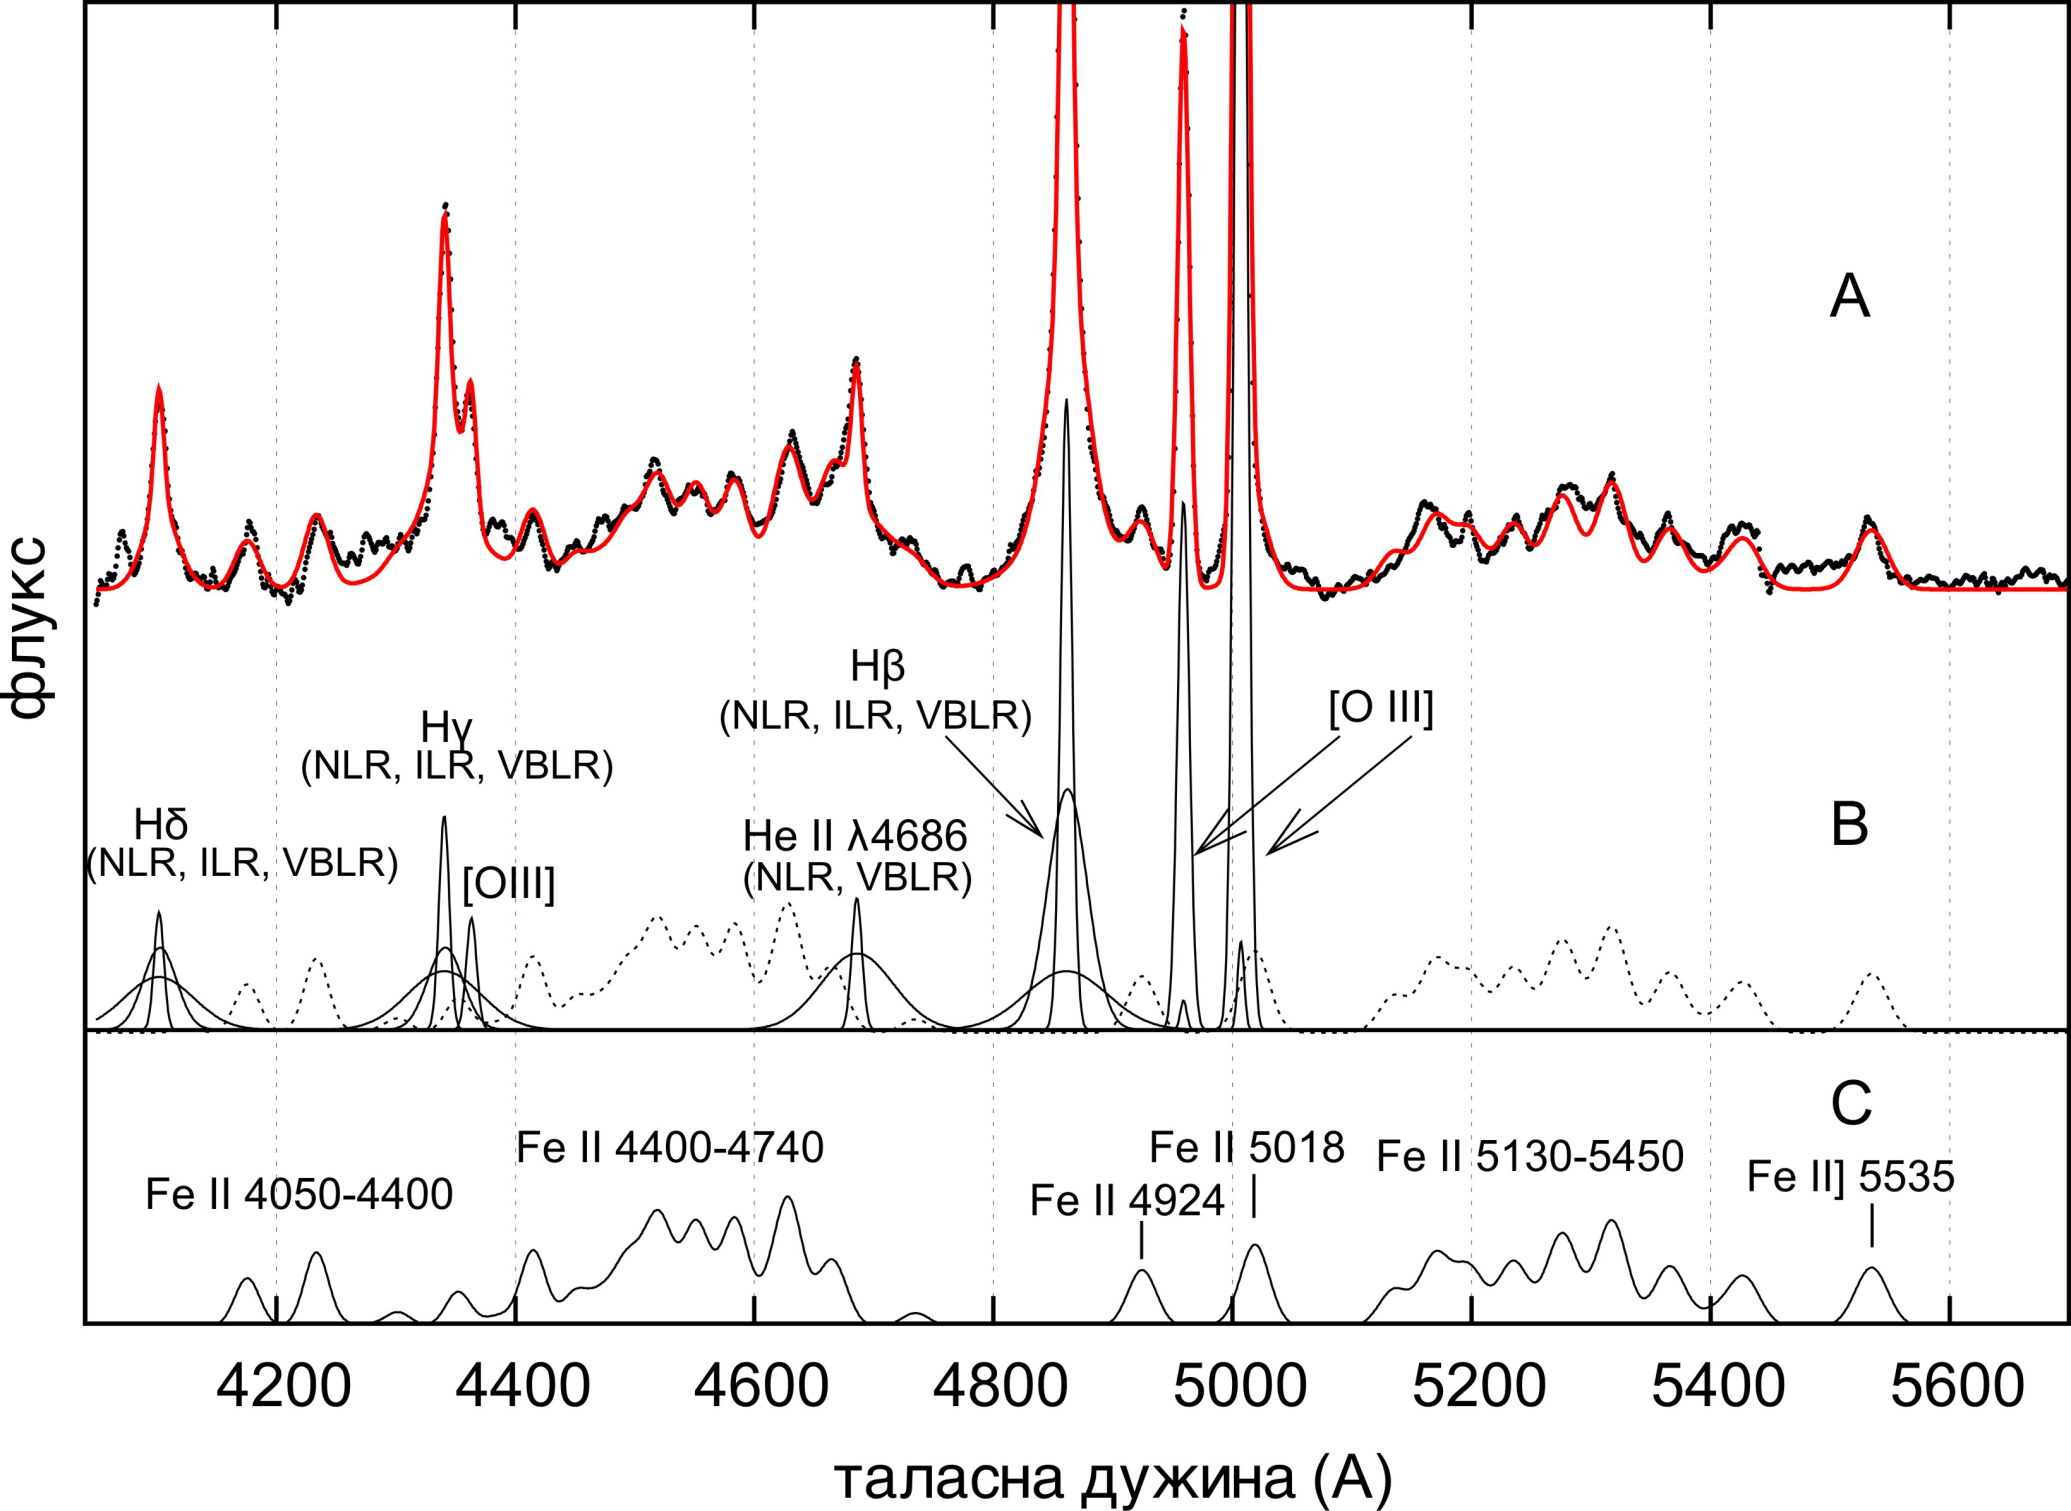 A
флукс
Hβ
(NLR, ILR, VBLR)
[O III]
Hγ
(NLR, ILR, VBLR)
B
Hδ
(NLR, ILR, VBLR)
[OIII]
He II λ4686
(NLR, VBLR)
C
Fe II 4400-4740
Fe II 5018
Fe II 5130-5450
Fe II] 5535
Fe II 4050-4400
Fe II 4924
4200 4400 4600 4800 5000 5200 5400 5600
таласна дужина (А)